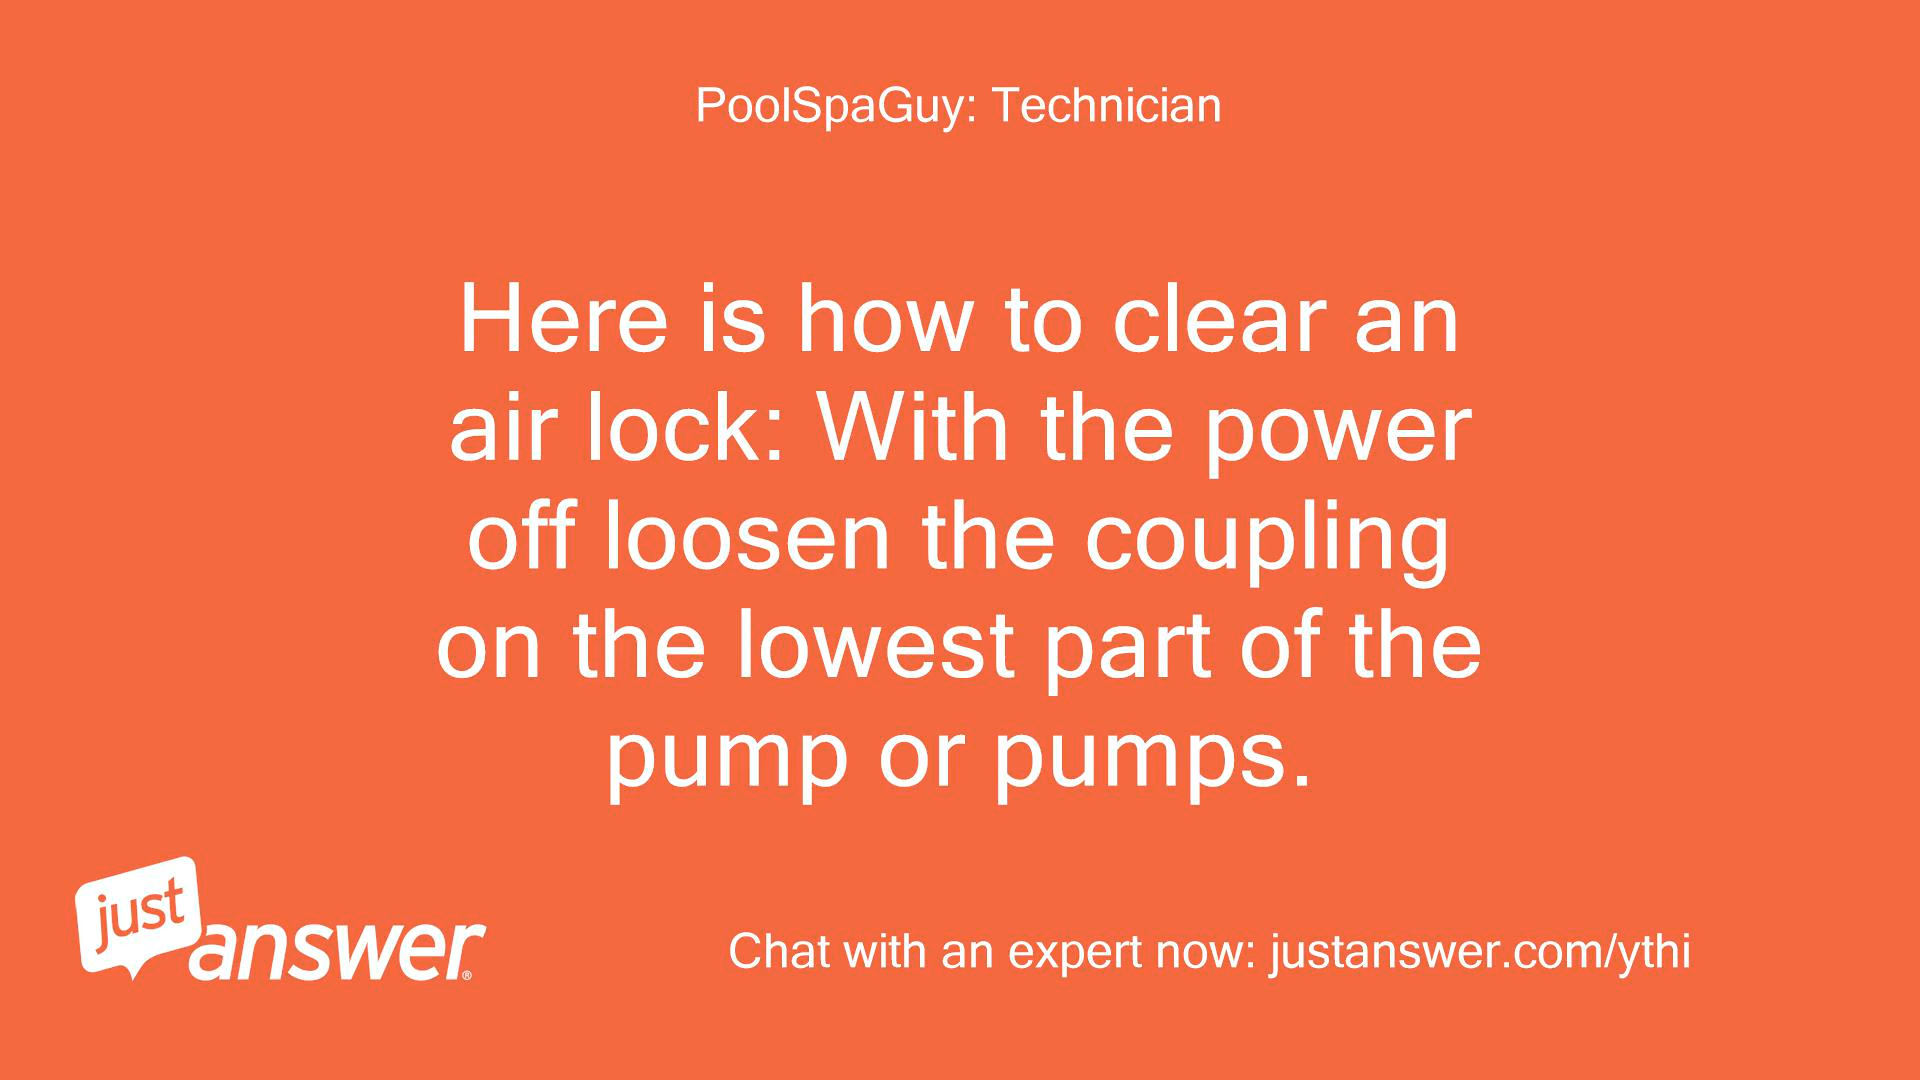 PoolSpaGuy: Technician
Here is how to clear an
air lock: With the power
off loosen the coupling
on the lowest part of the
pump or pumps.
just
answer®
Chat with an expert now: justanswer.com/ythi